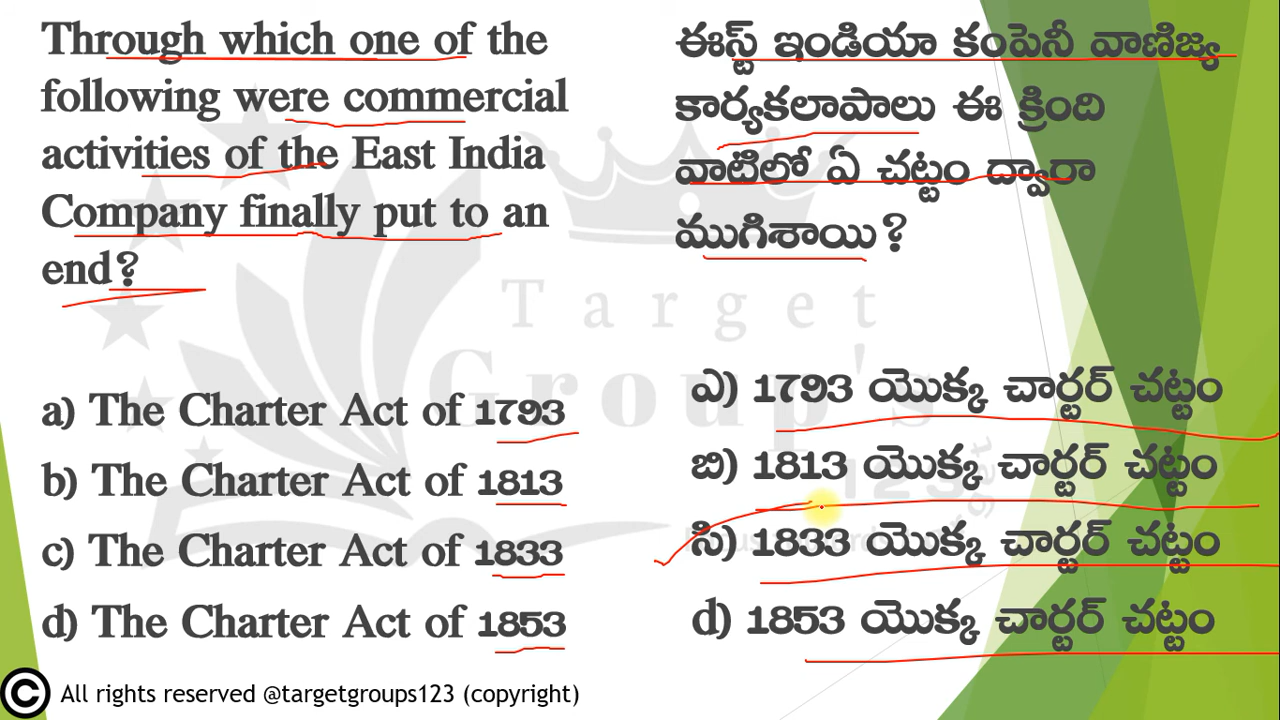 Through which one of the
following were commercial
activities of the East India
Company finally put to an
end?
a) The Charter Act of 1793
b) The Charter Act of 1813
c) The Charter Act of 1833
d) The Charter Act of 1853
ఈస్ట్ ఇండియా కంపెనీ వాణిజ్య
కార్యకలాపాలు ఈ క్రింది
వాటిలో ఏ చట్టం ద్వారా
ముగిశాయి?
ఎ) 1793 యొక్క చార్టర్ చట్టం
బి) 1813 యొక్క చార్టర్ చట్టం
సి) 1833 యొక్క చార్టర్ చట్టం
d) 1853 యొక్క చార్టర్ చట్టం
Target
Group's
123
All rights reserved @targetgroups123 (copyright)